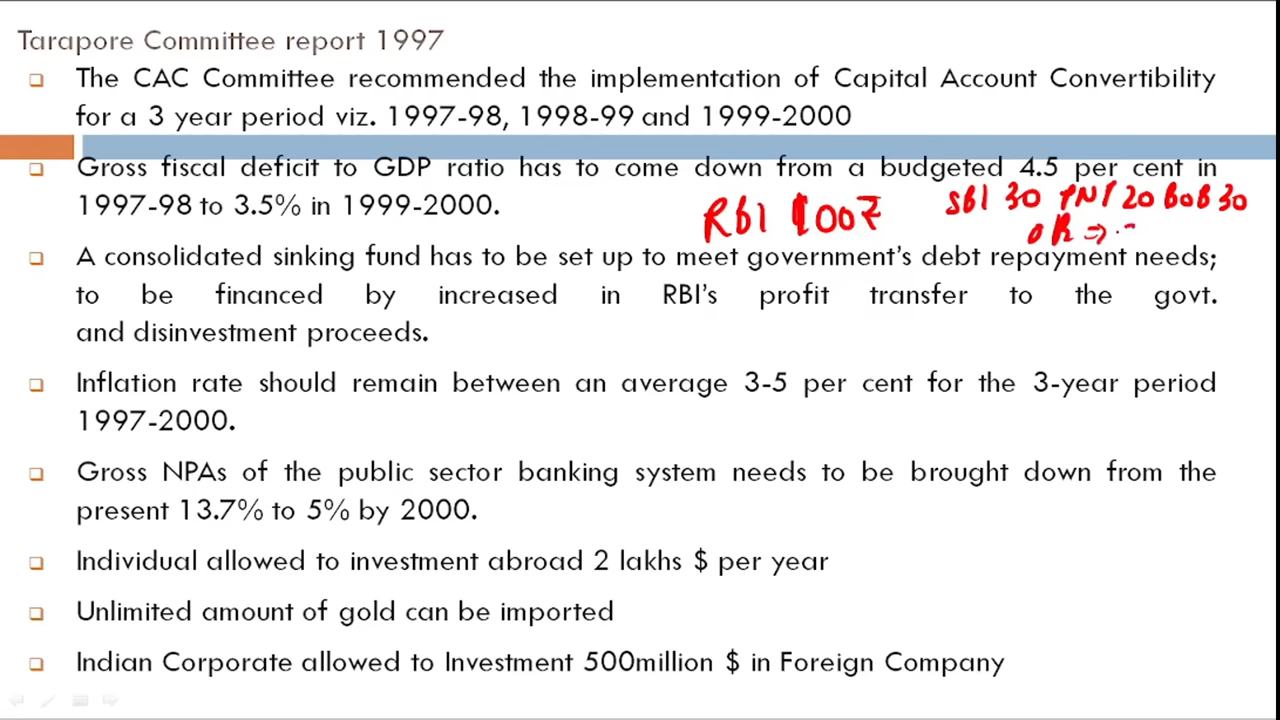 Tarapore Committee report 1997
The CAC Committee recommended the implementation of Capital Account Convertibility
for a 3 year period viz. 1997-98, 1998-99 and 1999-2000
Gross fiscal deficit to GDP ratio has to come down from a budgeted 4.5 per cent in
1997-98 to 3.5% in 1999-2000.
RBI 100₹ SBI 30 PNB 20 BOB 30
A consolidated sinking fund has to be set up to meet government's debt repayment needs;
to be financed by increased in RBI's profit transfer to the govt.
and disinvestment proceeds.
Inflation rate should remain between an average 3-5 per cent for the 3-year period
1997-2000.
Gross NPAs of the public sector banking system needs to be brought down from the
present 13.7% to 5% by 2000.
Individual allowed to investment abroad 2 lakhs $ per year
Unlimited amount of gold can be imported
Indian Corporate allowed to Investment 500million $ in Foreign Company